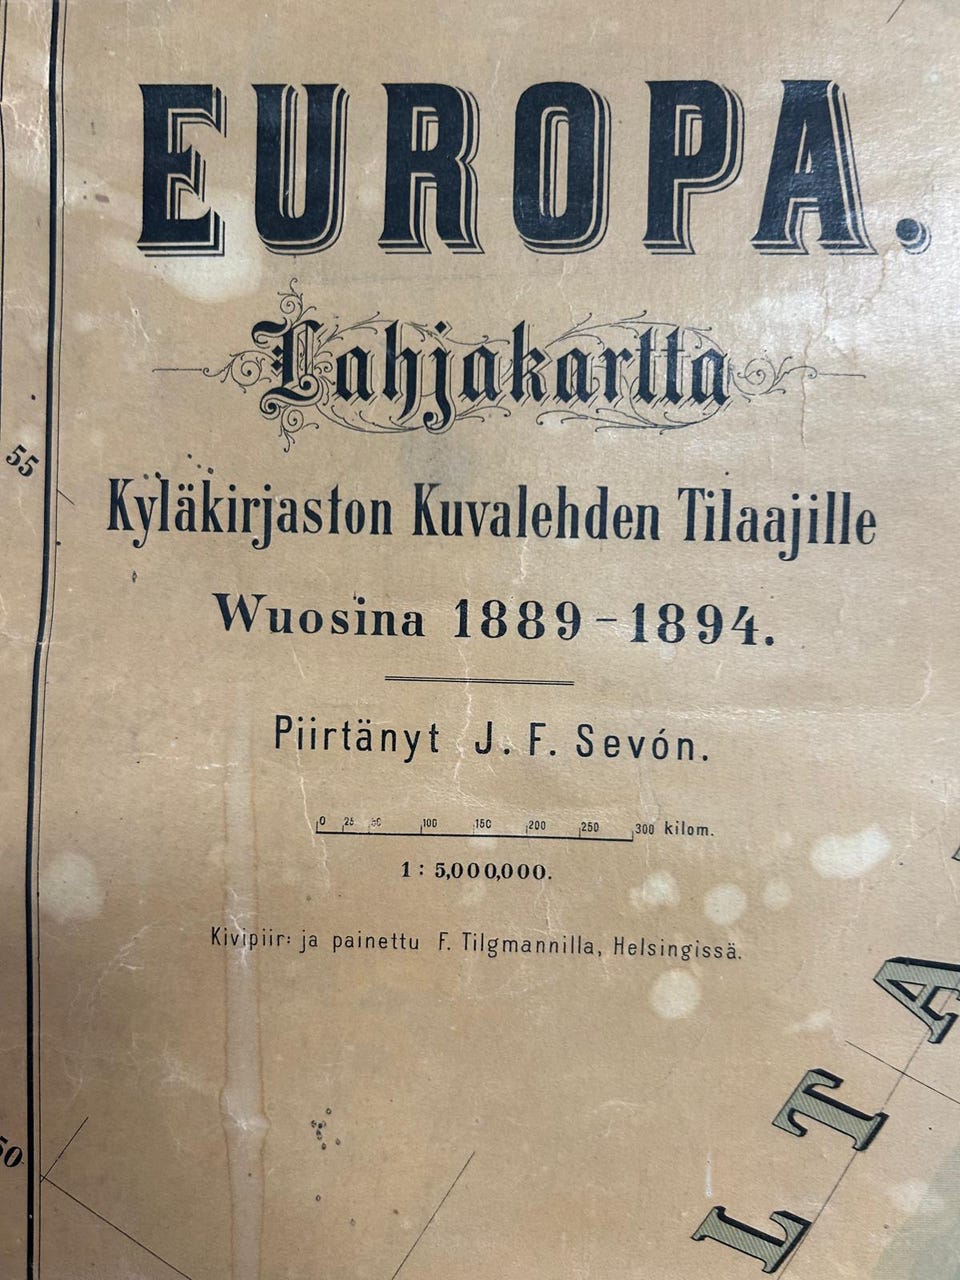 EUROPA.
Lahjakartta
Kyläkirjaston Kuvalehden Tilaajille
Wuosina 1889-1894.
Piirtänyt J. F. Sevón.
0 25 50 100 150 200 250 300 kilom.
1 : 5,000,000.
Kivipiir: ja painettu F. Tilgmannilla, Helsingissä.
55
50
L T A